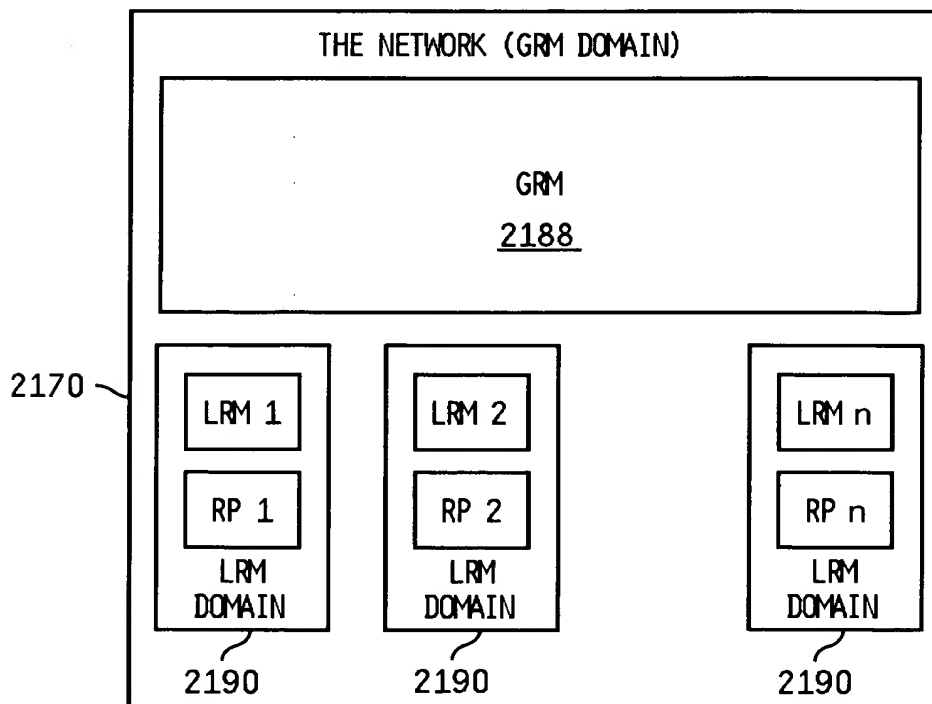 THE NETWORK (GRM DOMAIN)
GRM
2188
2170
LRM 1
RP 1
LRM
DOMAIN
2190
LRM 2
RP 2
LRM
DOMAIN
2190
LRM n
RP n
LRM
DOMAIN
2190